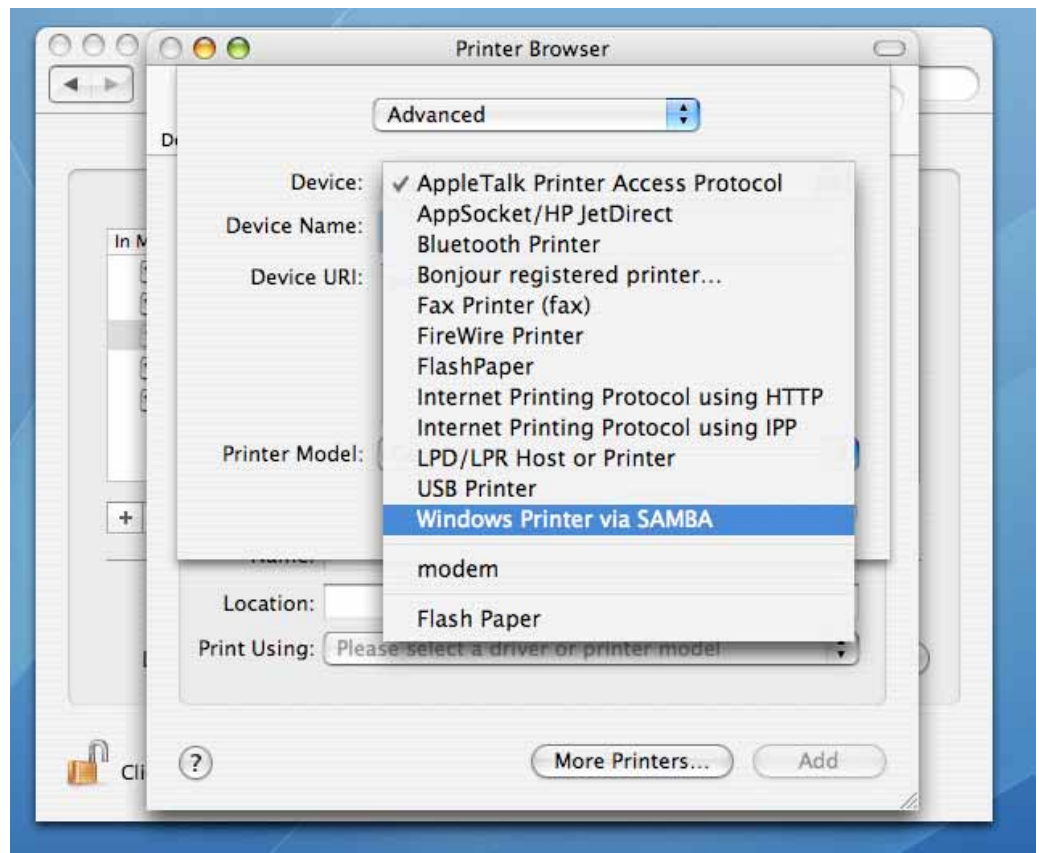 Printer Browser
Advanced
Device:
✓ AppleTalk Printer Access Protocol
AppSocket/HP JetDirect
Device Name:
Bluetooth Printer
Device URI:
Bonjour registered printer...
Fax Printer (fax)
FireWire Printer
FlashPaper
Internet Printing Protocol using HTTP
Internet Printing Protocol using IPP
Printer Model:
LPD/LPR Host or Printer
USB Printer
Windows Printer via SAMBA
modem
Flash Paper
In M
Name:
Location:
Print Using: Please select a driver or printer model
Cli
? More Printers... Add